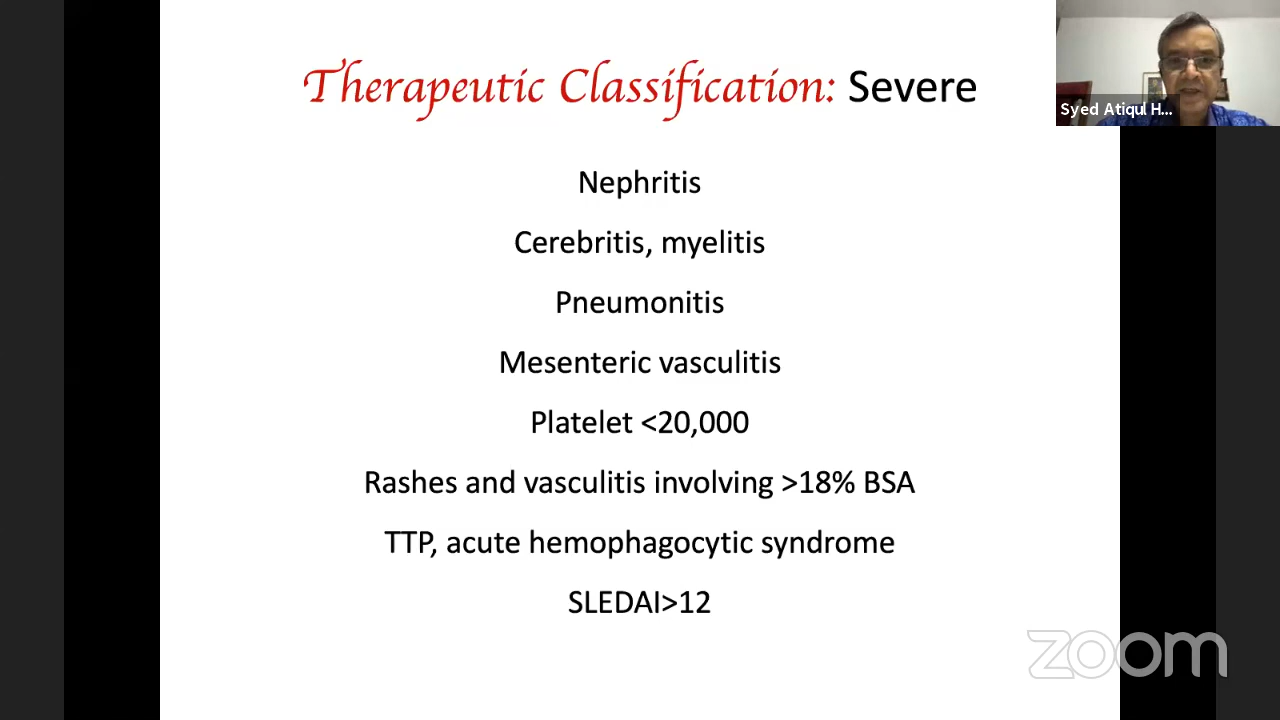 Therapeutic Classification: Severe
Syed Atiqul H...
Nephritis
Cerebritis, myelitis
Pneumonitis
Mesenteric vasculitis
Platelet <20,000
Rashes and vasculitis involving >18% BSA
TTP, acute hemophagocytic syndrome
SLEDAI>12
zoom